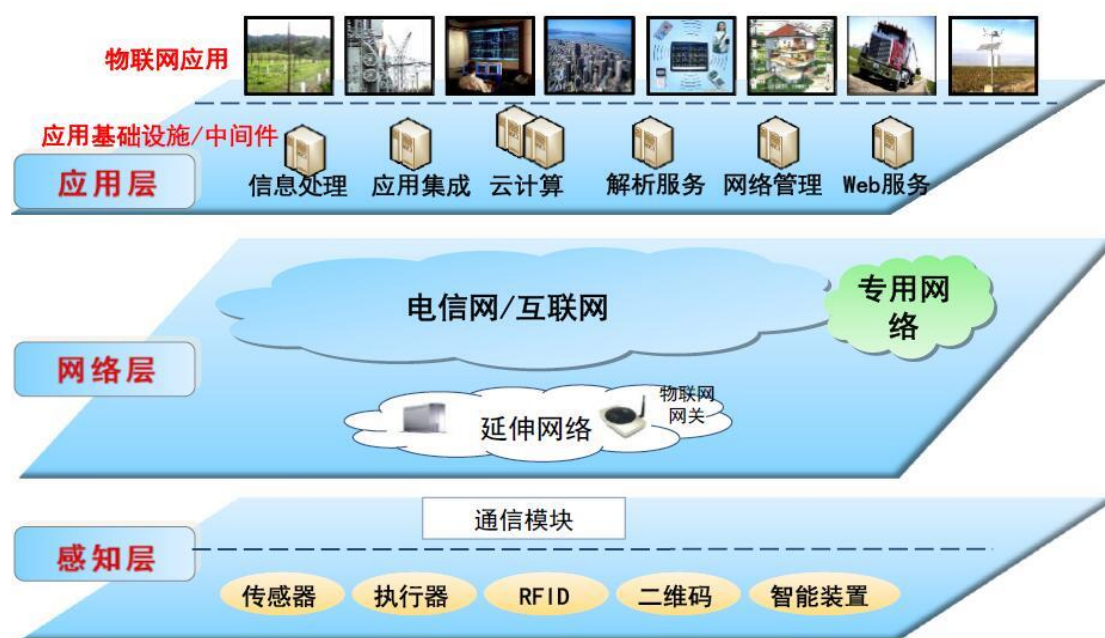 物联网应用
应用基础设施/中间件
应用层
信息处理
应用集成
云计算
解析服务
网络管理
Web服务
电信网/互联网
专用网
络
网络层
物联网
网关
延伸网络
通信模块
感知层
传感器
执行器
RFID
二维码
智能装置